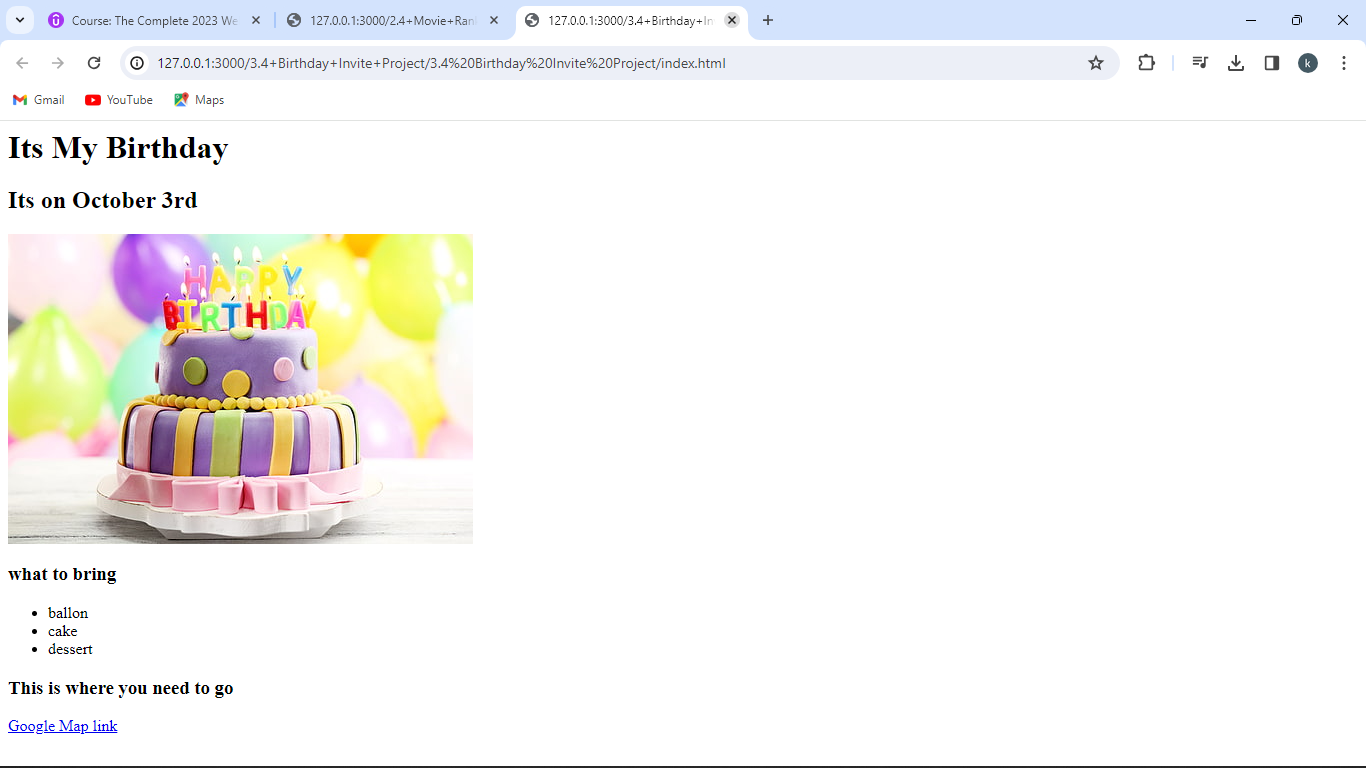 Course: The Complete 2023 We
127.0.0.1:3000/2.4+Movie+Ran
127.0.0.1:3000/3.4+Birthday+In
127.0.0.1:3000/3.4+Birthday+Invite+Project/3.4%20Birthday%20Invite%20Project/index.html
k
Gmail
YouTube
Maps
Its My Birthday
Its on October 3rd
HAPPY
BIRTHDAY
what to bring
ballon
cake
dessert
This is where you need to go
Google Map link